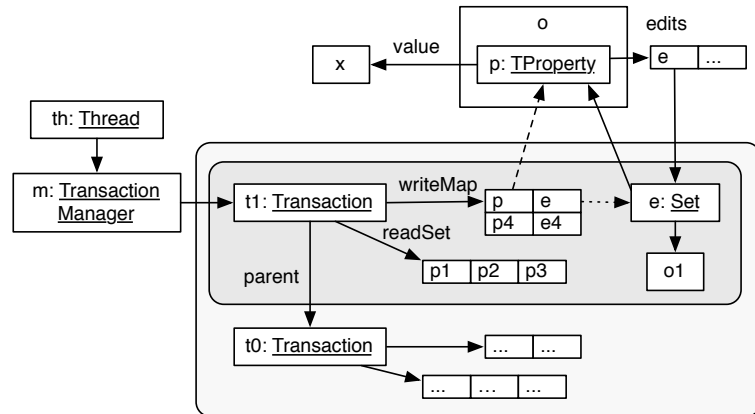 o
edits
value
x
p: TProperty
e
...
th: Thread
m: Transaction
Manager
t1: Transaction
writeMap
p
e
p4
e4
e: Set
readSet
p1
p2
p3
o1
parent
t0: Transaction
...
...
...
...
...